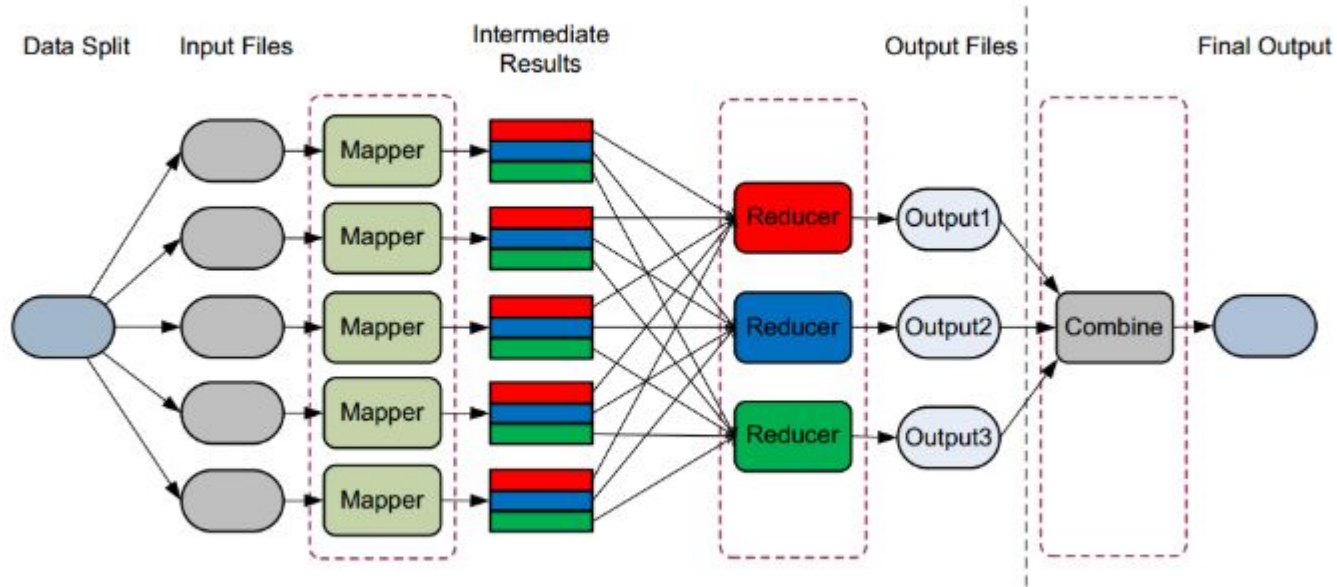 Data Split
Input Files
Intermediate
Results
Output Files
Final Output
Mapper
Mapper
Mapper
Mapper
Mapper
Reducer
Reducer
Reducer
Output1
Output2
Output3
Combine